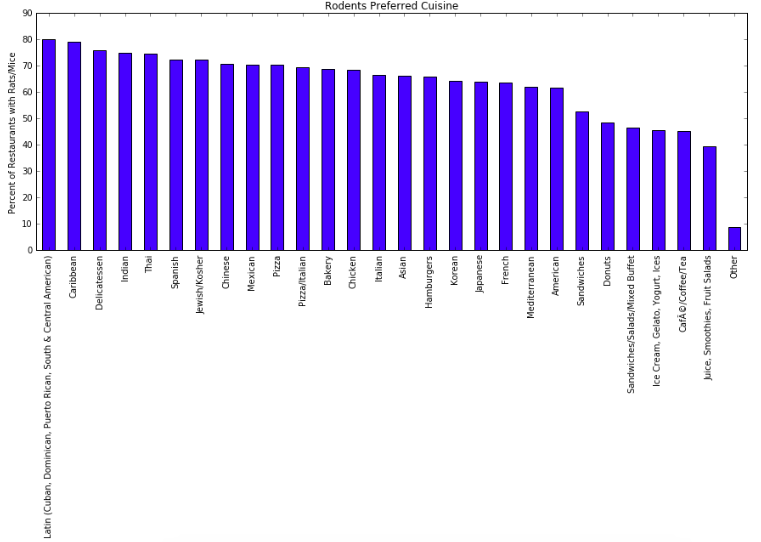 Rodents Preferred Cuisine
Percent of Restaurants with Rats/Mice
90
80
70
60
50
40
30
20
10
0
Latin (Cuban, Dominican, Puerto Rican, South & Central American)
Caribbean
Delicatessen
Indian
Thai
Spanish
Jewish/Kosher
Chinese
Mexican
Pizza
Pizza/Italian
Bakery
Chicken
Italian
Asian
Hamburgers
Korean
Japanese
French
Mediterranean
American
Sandwiches
Donuts
Sandwiches/Salads/Mixed Buffet
Ice Cream, Gelato, Yogurt, Ices
CafÃ©/Coffee/Tea
Juice, Smoothies, Fruit Salads
Other